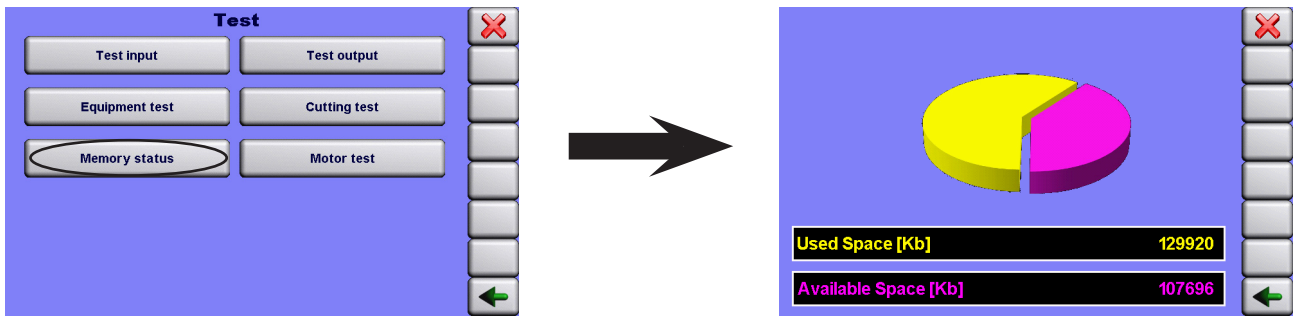 Test
Test input
Test output
Equipment test
Cutting test
Memory status
Motor test
Used Space [Kb] 129920
Available Space [Kb] 107696